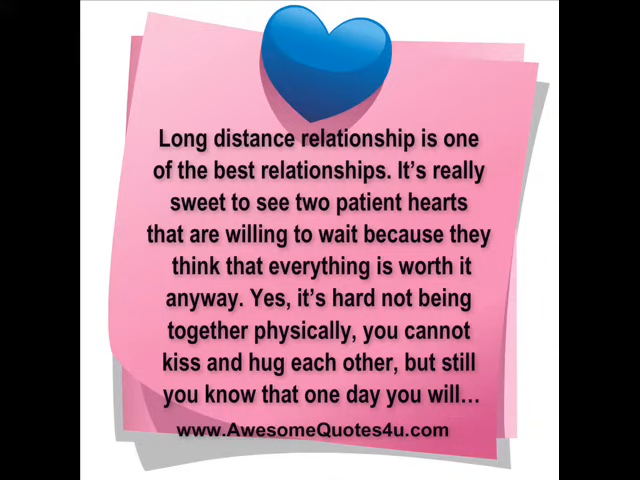 Long distance relationship is one
of the best relationships. It's really
sweet to see two patient hearts
that are willing to wait because they
think that everything is worth it
anyway. Yes, it's hard not being
together physically, you cannot
kiss and hug each other, but still
you know that one day you will...
www.AwesomeQuotes4u.com